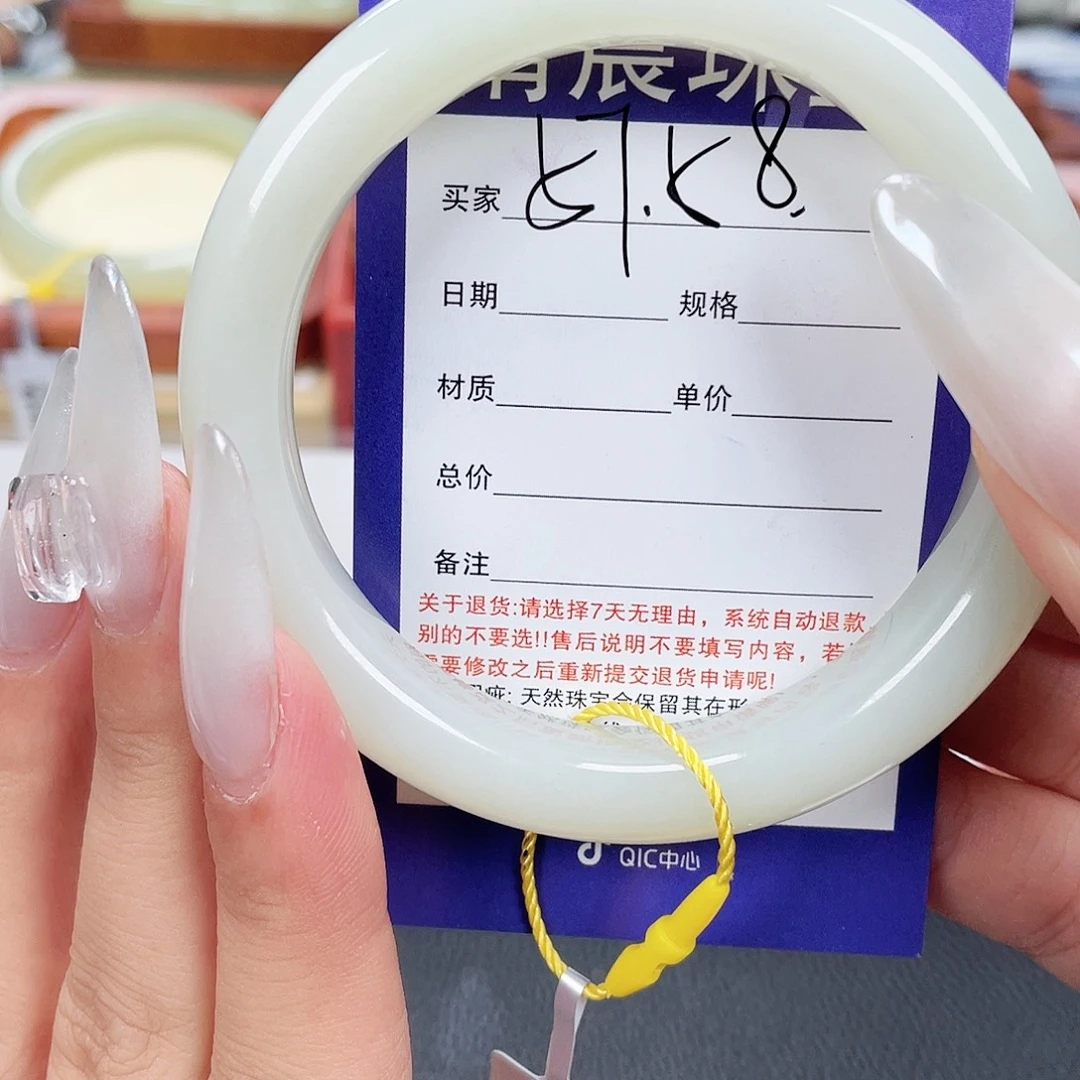 辰珠
买家
日期 规格
材质 单价
总价
备注
关于退货:请选择7天无理由，系统自动退款
别的不要选!!售后说明不要填写内容，若
要修改之后重新提交退货申请呢!
疵: 天然珠宝会保留其在形
QIC中心